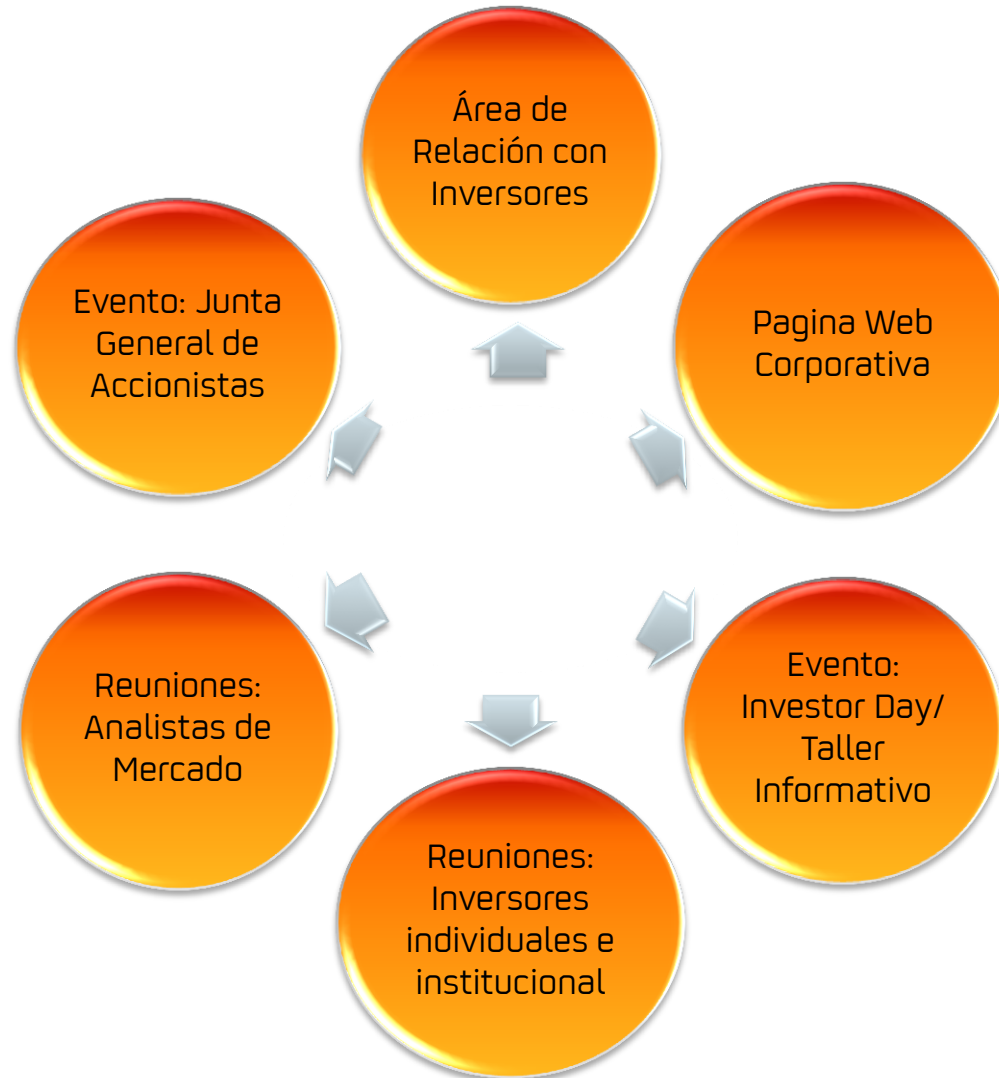 Área de
Relación con
Inversores
Pagina Web
Corporativa
Evento:
Investor Day/
Taller
Informativo
Reuniones:
Inversores
individuales e
institucional
Reuniones:
Analistas de
Mercado
Evento: Junta
General de
Accionistas